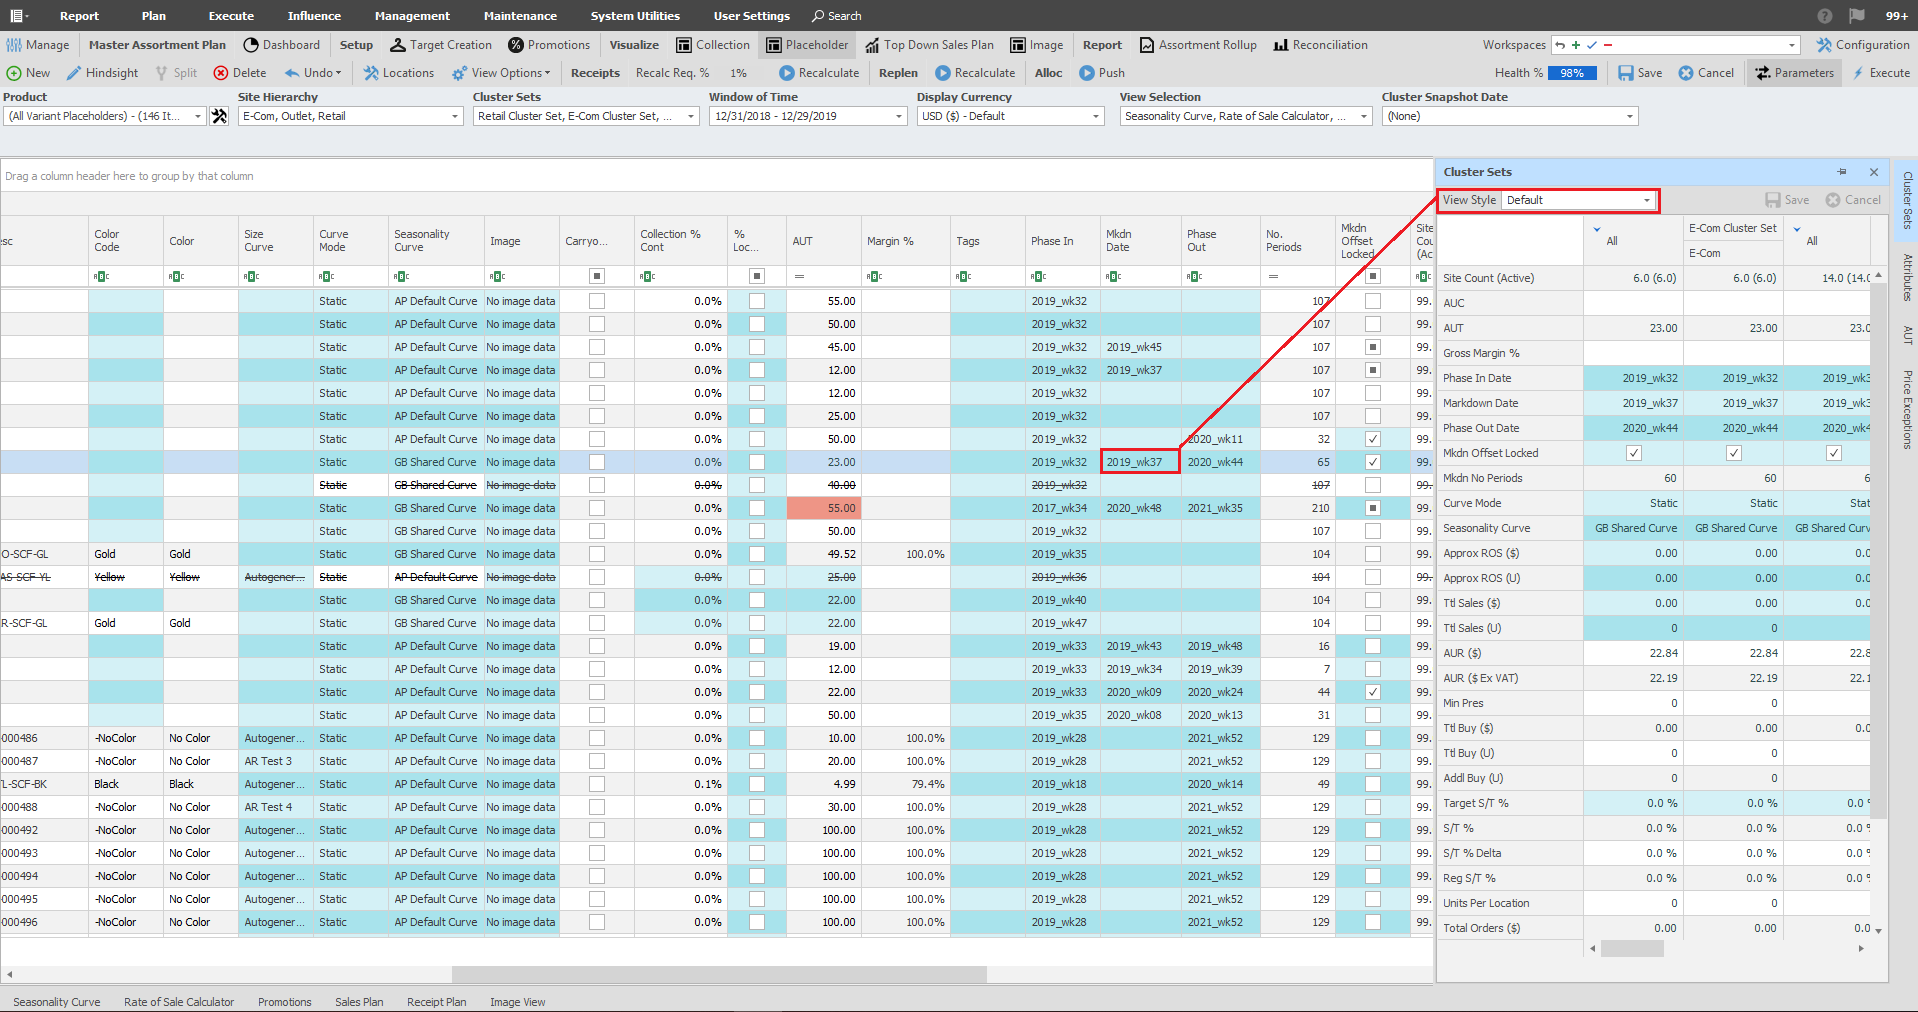 Report Plan Execute Influence Management Maintenance System Utilities User Settings Search 99+
Manage Master Assortment Plan Dashboard Setup Target Creation Promotions Visualize Collection Placeholder Top Down Sales Plan Image Report Assortment Rollup Reconciliation Workspaces Configuration
New Hindsight Split Delete Undo Locations View Options Receipts Recalc Req. % 1% Recalculate Replen Recalculate Alloc Push Health % 98% Save Cancel Parameters Execute
Product Site Hierarchy Cluster Sets Window of Time Display Currency View Selection Cluster Snapshot Date
(All Variant Placeholders) - (146 It... E-Com, Outlet, Retail Retail Cluster Set, E-Com Cluster Set, ... 12/31/2018 - 12/29/2019 USD ($) - Default Seasonality Curve, Rate of Sale Calculator, ... (None)
Drag a column header here to group by that column
esc Color Code Color Size Curve Curve Mode Seasonality Curve Image Carryo... Collection % Cont % Loc... AUT Margin % Tags Phase In Mkdn Date Phase Out No. Periods Mkdn Offset Locked Site Cou (Ac
Static AP Default Curve No image data 0.0% 55.00 2019_wk32 107 99.
Static AP Default Curve No image data 0.0% 50.00 2019_wk32 107 99.
Static AP Default Curve No image data 0.0% 45.00 2019_wk32 2019_wk45 107 99.
Static AP Default Curve No image data 0.0% 12.00 2019_wk32 2019_wk37 107 99.
Static AP Default Curve No image data 0.0% 12.00 2019_wk32 107 99.
Static AP Default Curve No image data 0.0% 25.00 2019_wk32 107 99.
Static AP Default Curve No image data 0.0% 50.00 2019_wk32 2020_wk11 32 99.
Static GB Shared Curve No image data 0.0% 23.00 2019_wk32 2019_wk37 2020_wk44 65 99.
Static GB Shared Curve No image data 0.0% 40.00 2019_wk32 107 99.
Static GB Shared Curve No image data 0.0% 55.00 2017_wk34 2020_wk48 2021_wk35 210 99.
Static GB Shared Curve No image data 0.0% 50.00 2019_wk32 107 99.
O-SCF-GL Gold Gold Static GB Shared Curve No image data 0.0% 49.52 100.0% 2019_wk35 104 99.
AS-SCF-YL Yellow Yellow Autogener... Static AP Default Curve No image data 0.0% 25.00 2019_wk36 104 99.
Static GB Shared Curve No image data 0.0% 22.00 2019_wk40 104 99.
R-SCF-GL Gold Gold Static GB Shared Curve No image data 0.0% 22.00 2019_wk47 104 99.
Static AP Default Curve No image data 0.0% 19.00 2019_wk33 2019_wk43 2019_wk48 16 99.
Static AP Default Curve No image data 0.0% 12.00 2019_wk33 2019_wk34 2019_wk39 7 99.
Static AP Default Curve No image data 0.0% 22.00 2019_wk33 2020_wk09 2020_wk24 44 99.
Static AP Default Curve No image data 0.0% 50.00 2019_wk35 2020_wk08 2020_wk13 31 99.
-000486 -NoColor No Color Autogener... Static AP Default Curve No image data 0.0% 10.00 100.0% 2019_wk28 2021_wk52 129 99.
-000487 -NoColor No Color AR Test 3 Static AP Default Curve No image data 0.0% 20.00 100.0% 2019_wk28 2021_wk52 129 99.
TL-SCF-BK Black Black Autogener... Static AP Default Curve No image data 0.1% 4.99 79.4% 2019_wk18 2020_wk14 49 99.
-000488 -NoColor No Color AR Test 4 Static AP Default Curve No image data 0.0% 30.00 100.0% 2019_wk28 2021_wk52 129 99.
-000492 -NoColor No Color Autogener... Static AP Default Curve No image data 0.0% 100.00 100.0% 2019_wk28 2021_wk52 129 99.
-000493 -NoColor No Color Autogener... Static AP Default Curve No image data 0.0% 100.00 100.0% 2019_wk28 2021_wk52 129 99.
-000494 -NoColor No Color Autogener... Static AP Default Curve No image data 0.0% 100.00 100.0% 2019_wk28 2021_wk52 129 99.
-000495 -NoColor No Color Autogener... Static AP Default Curve No image data 0.0% 100.00 100.0% 2019_wk28 2021_wk52 129 99.
-000496 -NoColor No Color Autogener... Static AP Default Curve No image data 0.0% 100.00 100.0% 2019_wk28 2021_wk52 129 99.
Cluster Sets
View Style Default Save Cancel
All E-Com Cluster Set All
E-Com
Site Count (Active) 6.0 (6.0) 6.0 (6.0) 14.0 (14.0
AUC
AUT 23.00 23.00 23.0
Gross Margin %
Phase In Date 2019_wk32 2019_wk32 2019_wk3
Markdown Date 2019_wk37 2019_wk37 2019_wk3
Phase Out Date 2020_wk44 2020_wk44 2020_wk4
Mkdn Offset Locked
Mkdn No Periods 60 60 6
Curve Mode Static Static Stat
Seasonality Curve GB Shared Curve GB Shared Curve GB Shared Curv
Approx ROS ($) 0.00 0.00 0.0
Approx ROS (U) 0.00 0.00 0.0
Ttl Sales ($) 0.00 0.00 0.0
Ttl Sales (U) 0 0
AUR ($) 22.84 22.84 22.8
AUR ($ Ex VAT) 22.19 22.19 22.1
Min Pres 0 0
Ttl Buy ($) 0.00 0.00 0.0
Ttl Buy (U) 0 0
Addl Buy (U) 0 0
Target S/T % 0.0 % 0.0 % 0.0 %
S/T % 0.0 % 0.0 % 0.0 %
S/T % Delta 0.0 % 0.0 % 0.0 %
Reg S/T % 0.0 % 0.0 % 0.0 %
Units Per Location 0 0
Total Orders ($) 0.00 0.00 0.0
Cluster Sets
Attributes
AUT
Price Exceptions
Seasonality Curve Rate of Sale Calculator Promotions Sales Plan Receipt Plan Image View